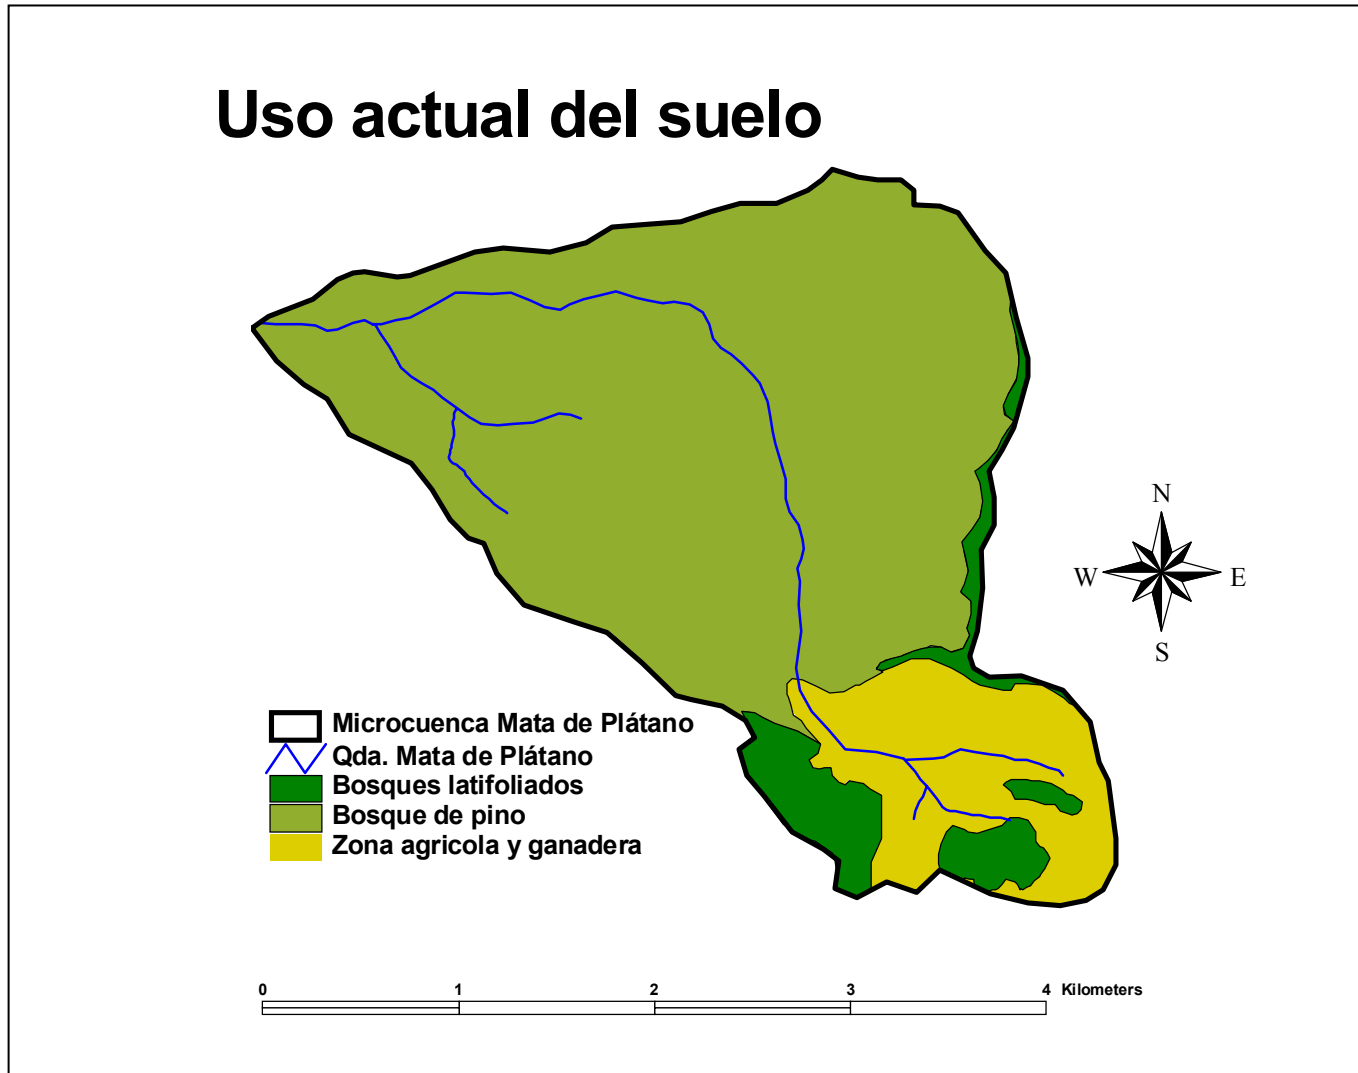 Uso actual del suelo
N
W
E
S
Microcuenca Mata de Plátano
Qda. Mata de Plátano
Bosques latifoliados
Bosque de pino
Zona agricola y ganadera
0 1 2 3 4 Kilometers